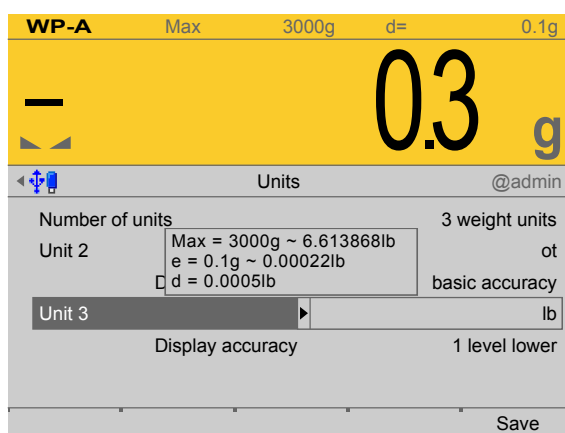 WP-A Max 3000g d= 0.1g
– 0.3 g
Units @admin
Number of units 3 weight units
Unit 2 ot
Max = 3000g ~ 6.613868lb
e = 0.1g ~ 0.00022lb
d = 0.0005lb
D basic accuracy
Unit 3 lb
Display accuracy 1 level lower
Save